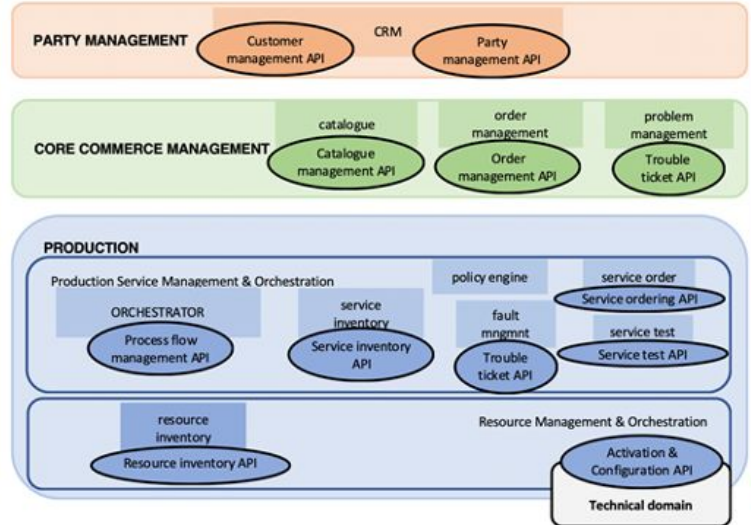 PARTY MANAGEMENT
CRM
Customer
management API
Party
management API
CORE COMMERCE MANAGEMENT
catalogue
Catalogue
management API
order
management
Order
management API
problem
management
Trouble
ticket API
PRODUCTION
Production Service Management & Orchestration
ORCHESTRATOR
Process flow
management API
service
inventory
Service inventory
API
policy engine
fault
mngmnt
Trouble
ticket API
service order
Service ordering API
service test
Service test API
resource
inventory
Resource inventory API
Resource Management & Orchestration
Activation &
Configuration API
Technical domain